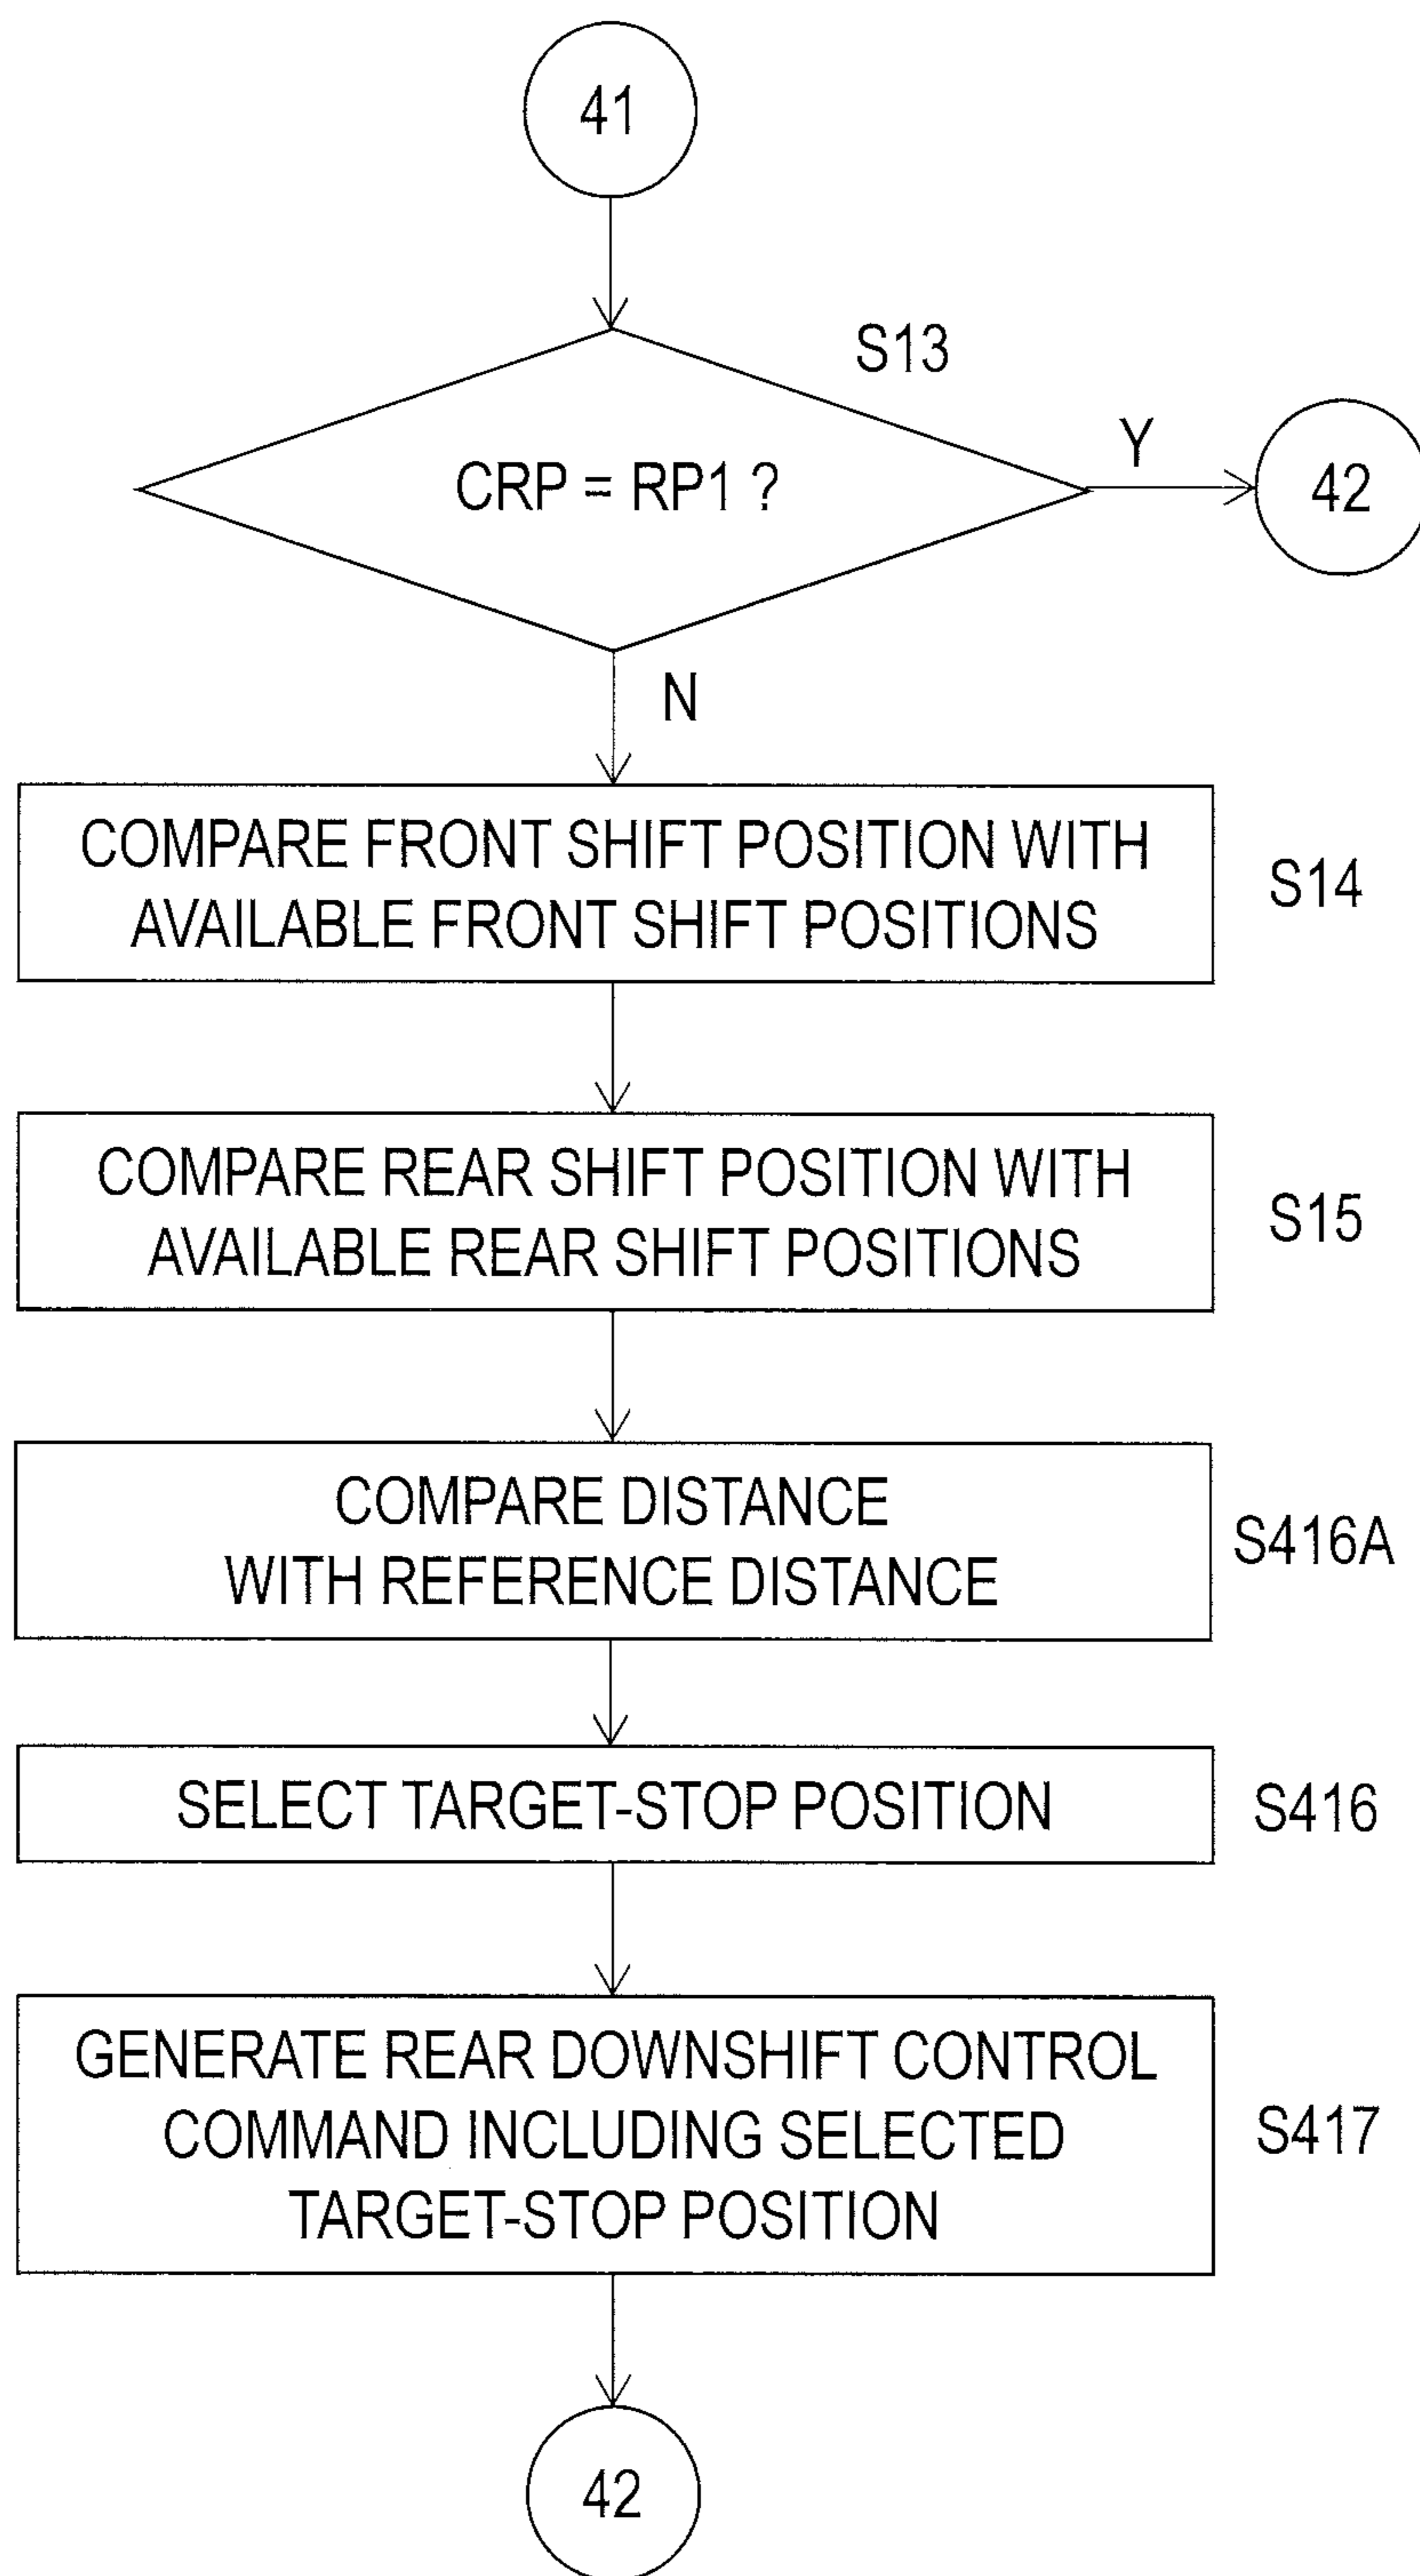 41
S13
CRP = RP1 ?
Y
42
N
COMPARE FRONT SHIFT POSITION WITH
AVAILABLE FRONT SHIFT POSITIONS
S14
COMPARE REAR SHIFT POSITION WITH
AVAILABLE REAR SHIFT POSITIONS
S15
COMPARE DISTANCE
WITH REFERENCE DISTANCE
S416A
SELECT TARGET-STOP POSITION
S416
GENERATE REAR DOWNSHIFT CONTROL
COMMAND INCLUDING SELECTED
TARGET-STOP POSITION
S417
42